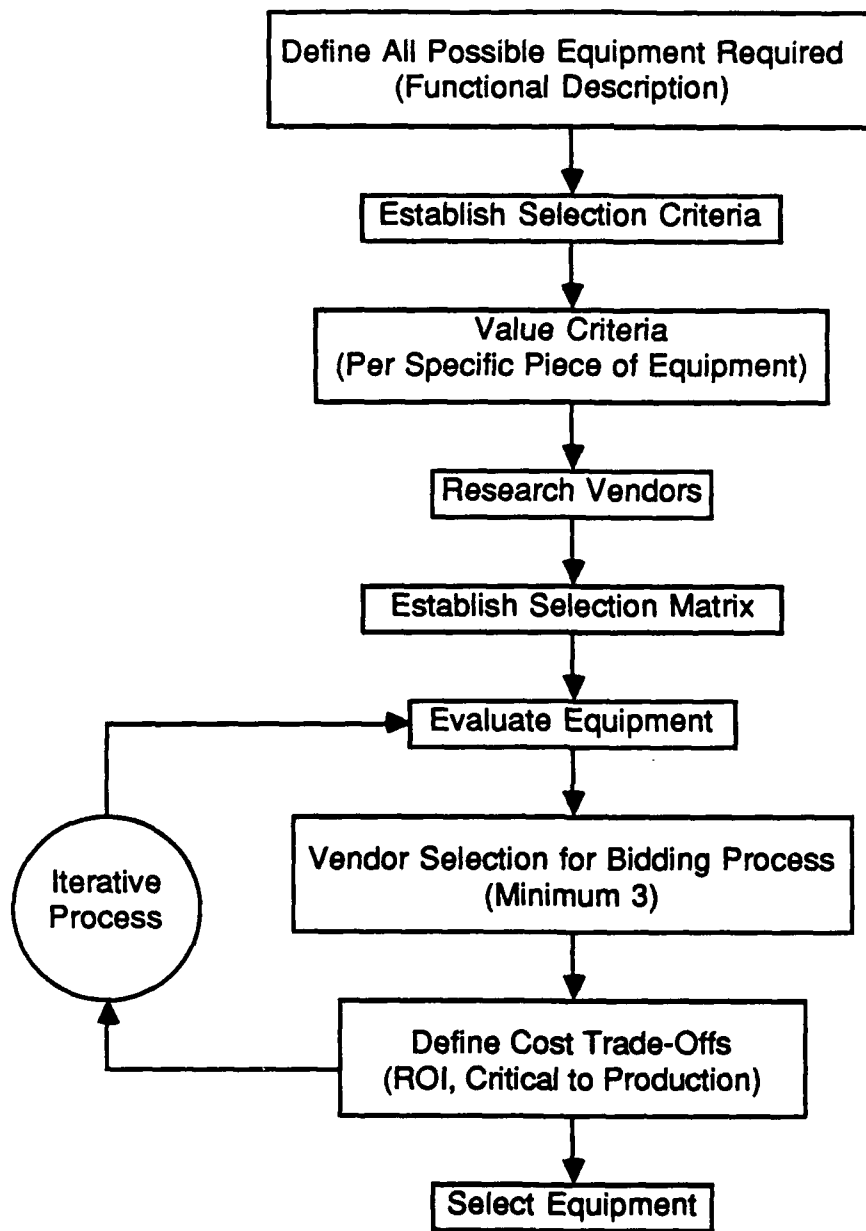 Define All Possible Equipment Required
(Functional Description)
Establish Selection Criteria
Value Criteria
(Per Specific Piece of Equipment)
Research Vendors
Establish Selection Matrix
Evaluate Equipment
Vendor Selection for Bidding Process
(Minimum 3)
Iterative
Process
Define Cost Trade-Offs
(ROI, Critical to Production)
Select Equipment